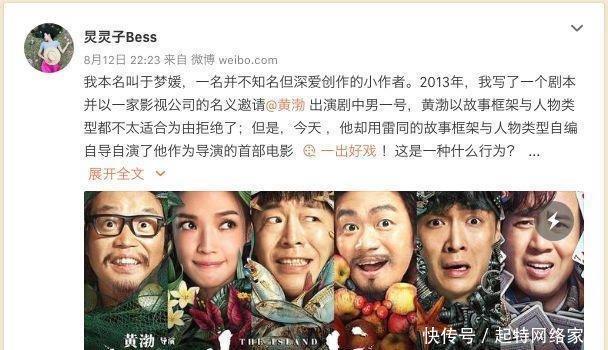 炅灵子Bess
8月12日 22:23 来自 微博 weibo.com
我本名叫于梦媛，一名并不知名但深爱创作的小作者。2013年，我写了一个剧本
并以一家影视公司的名义邀请@黄渤 出演剧中男一号，黄渤以故事框架与人物类
型都不太适合为由拒绝了；但是，今天，他却用雷同的故事框架与人物类型自编
自导自演了他作为导演的首部电影 一出好戏 ！这是一种什么行为？ ...
展开全文
黄渤 导演
THE ISLAND
快传号 / 起特网络家